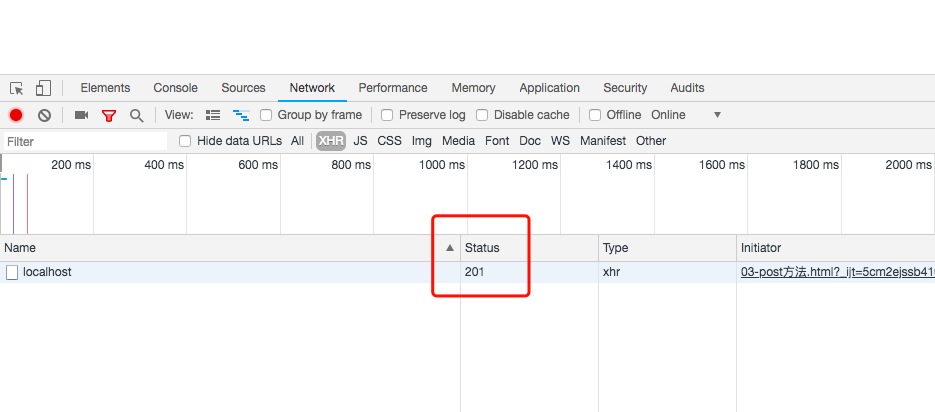 Elements Console Sources Network Performance Memory Application Security Audits
View: Group by frame Preserve log Disable cache Offline Online
Filter Hide data URLs All XHR JS CSS Img Media Font Doc WS Manifest Other
200 ms 400 ms 600 ms 800 ms 1000 ms 1200 ms 1400 ms 1600 ms 1800 ms 2000 ms
Name Status Type Initiator
localhost 201 xhr 03-post方法.html?_ijt=5cm2ejssb41